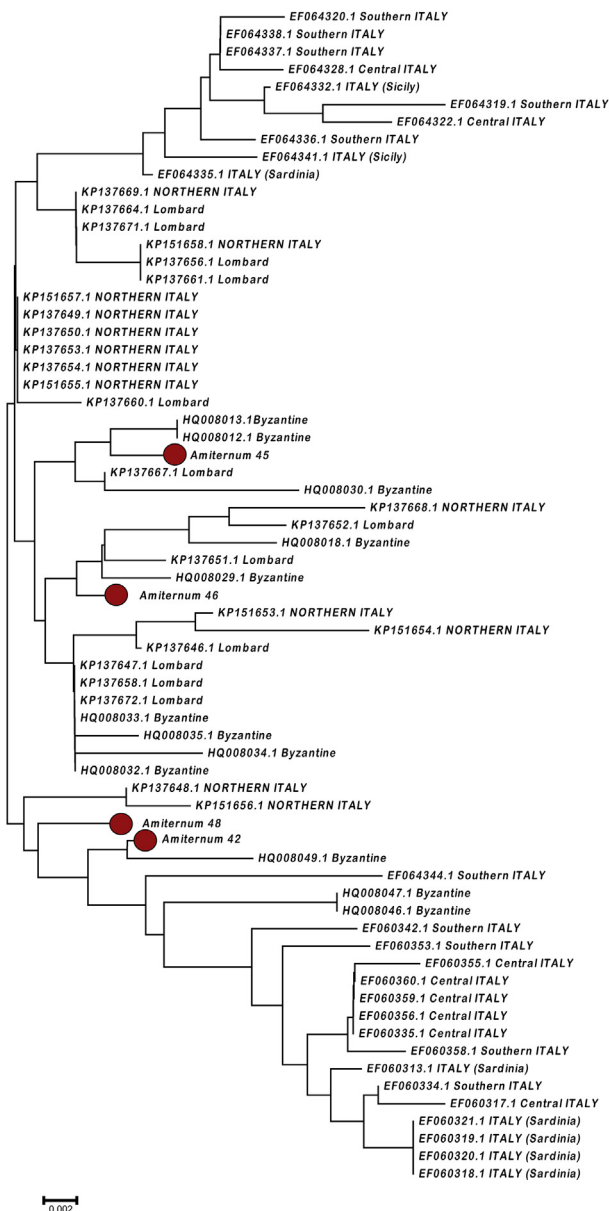 EF064320.1 Southern ITALY
EF064338.1 Southern ITALY
EF064337.1 Southern ITALY
EF064328.1 Central ITALY
EF064332.1 ITALY (Sicily)
EF064319.1 Southern ITALY
EF064322.1 Central ITALY
EF064336.1 Southern ITALY
EF064341.1 ITALY (Sicily)
EF064335.1 ITALY (Sardinia)
KP137669.1 NORTHERN ITALY
KP137664.1 Lombard
KP137671.1 Lombard
KP151658.1 NORTHERN ITALY
KP137656.1 Lombard
KP137661.1 Lombard
KP151657.1 NORTHERN ITALY
KP137649.1 NORTHERN ITALY
KP137650.1 NORTHERN ITALY
KP137653.1 NORTHERN ITALY
KP137654.1 NORTHERN ITALY
KP151655.1 NORTHERN ITALY
KP137660.1 Lombard
HQ008013.1Byzantine
HQ008012.1 Byzantine
Amiternum 45
KP137667.1 Lombard
HQ008030.1 Byzantine
KP137668.1 NORTHERN ITALY
KP137652.1 Lombard
HQ008018.1 Byzantine
KP137651.1 Lombard
HQ008029.1 Byzantine
Amiternum 46
KP151653.1 NORTHERN ITALY
KP151654.1 NORTHERN ITALY
KP137646.1 Lombard
KP137647.1 Lombard
KP137658.1 Lombard
KP137672.1 Lombard
HQ008033.1 Byzantine
HQ008035.1 Byzantine
HQ008034.1 Byzantine
HQ008032.1 Byzantine
KP137648.1 NORTHERN ITALY
KP151656.1 NORTHERN ITALY
Amiternum 48
Amiternum 42
HQ008049.1 Byzantine
EF064344.1 Southern ITALY
HQ008047.1 Byzantine
HQ008046.1 Byzantine
EF060342.1 Southern ITALY
EF060353.1 Southern ITALY
EF060355.1 Central ITALY
EF060360.1 Central ITALY
EF060359.1 Central ITALY
EF060356.1 Central ITALY
EF060335.1 Central ITALY
EF060358.1 Southern ITALY
EF060313.1 ITALY (Sardinia)
EF060334.1 Southern ITALY
EF060317.1 Central ITALY
EF060321.1 ITALY (Sardinia)
EF060319.1 ITALY (Sardinia)
EF060320.1 ITALY (Sardinia)
EF060318.1 ITALY (Sardinia)
0.002